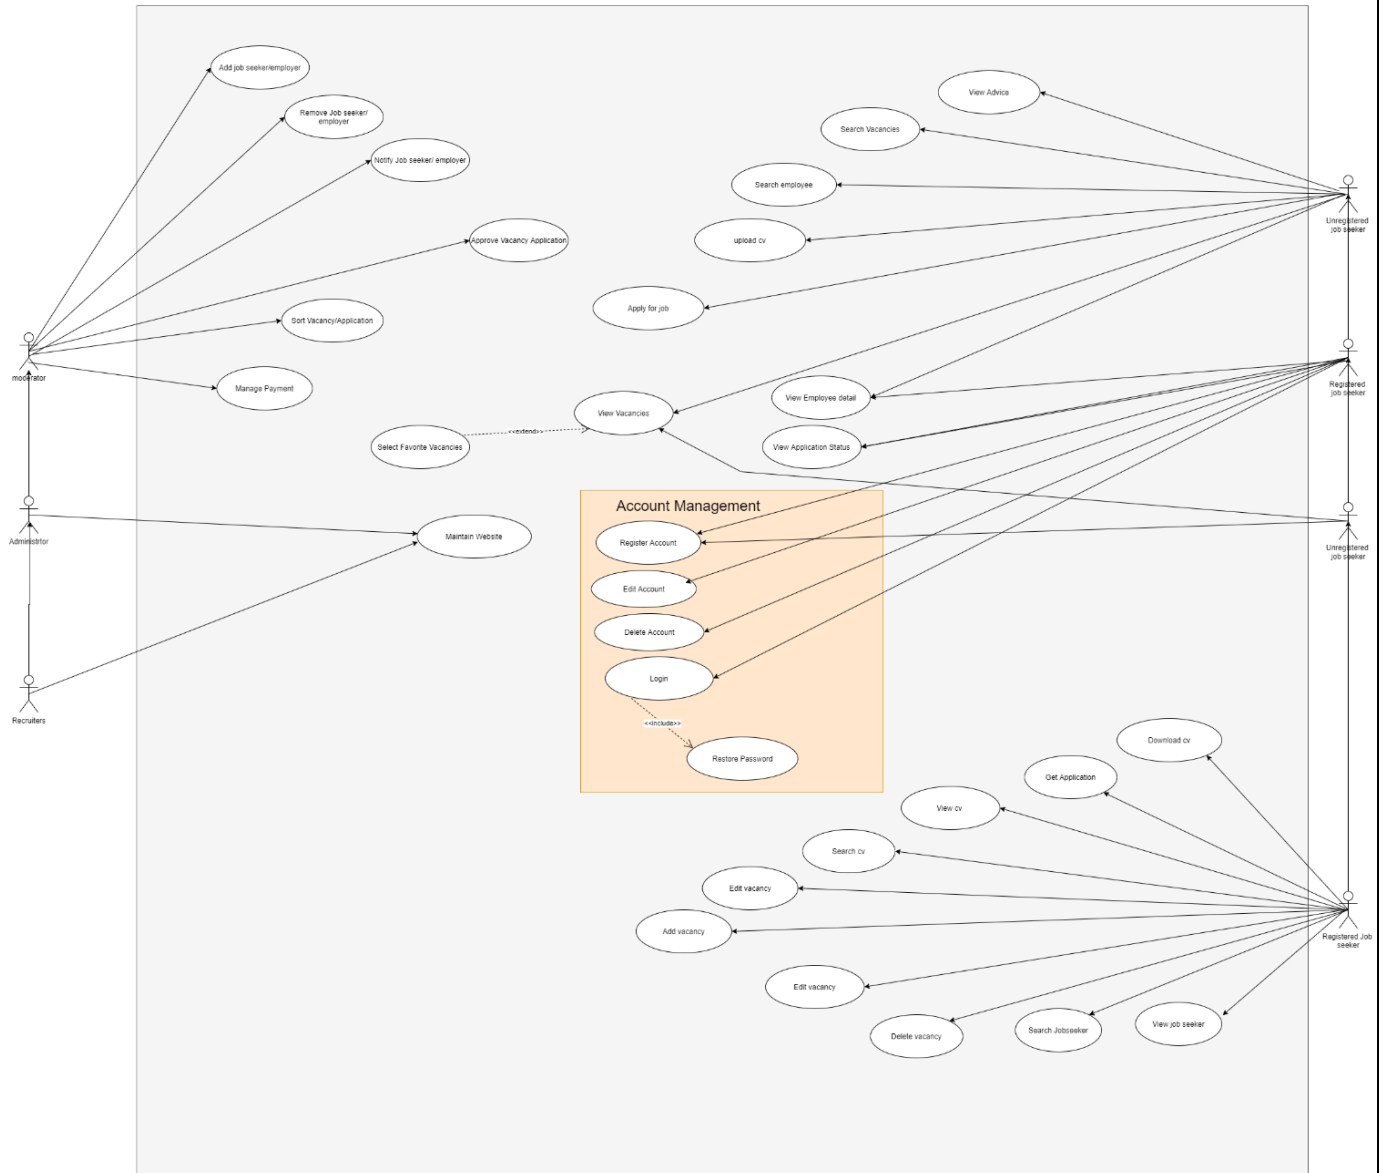 Add job seeker/employer
Remove Job seeker/
employer
Notify Job seeker/ employer
Approve Vacancy Application
Sort Vacancy/Application
moderator
Manage Payment
View Advice
Search Vacancies
Search employee
upload cv
Apply for job
Unregistered
job seeker
View Vacancies
View Employee detail
Registered
job seeker
Select Favorite Vacancies
<<extend>>
View Application Status
Administrtor
Maintain Website
Account Management
Register Account
Edit Account
Delete Account
Login
<<include>>
Restore Password
Unregistered
job seeker
Recruiters
Download cv
Get Application
View cv
Search cv
Edit vacancy
Add vacancy
Edit vacancy
Delete vacancy
Search Jobseeker
View job seeker
Registered Job
seeker